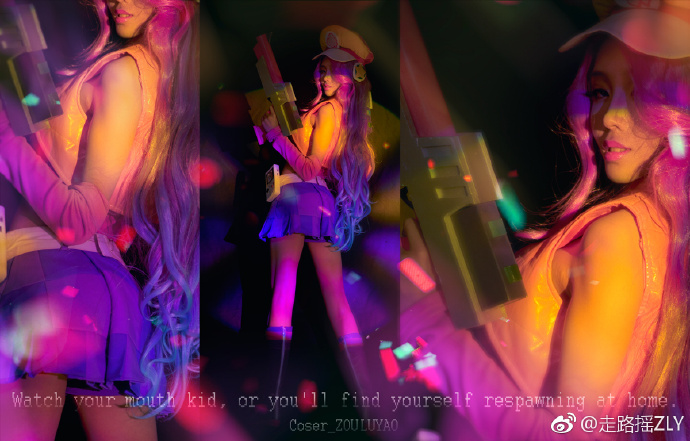 Watch your mouth kid, or you'll find yourself respawning at home.
Coser_ZOULUYAO
@走路摇ZLY